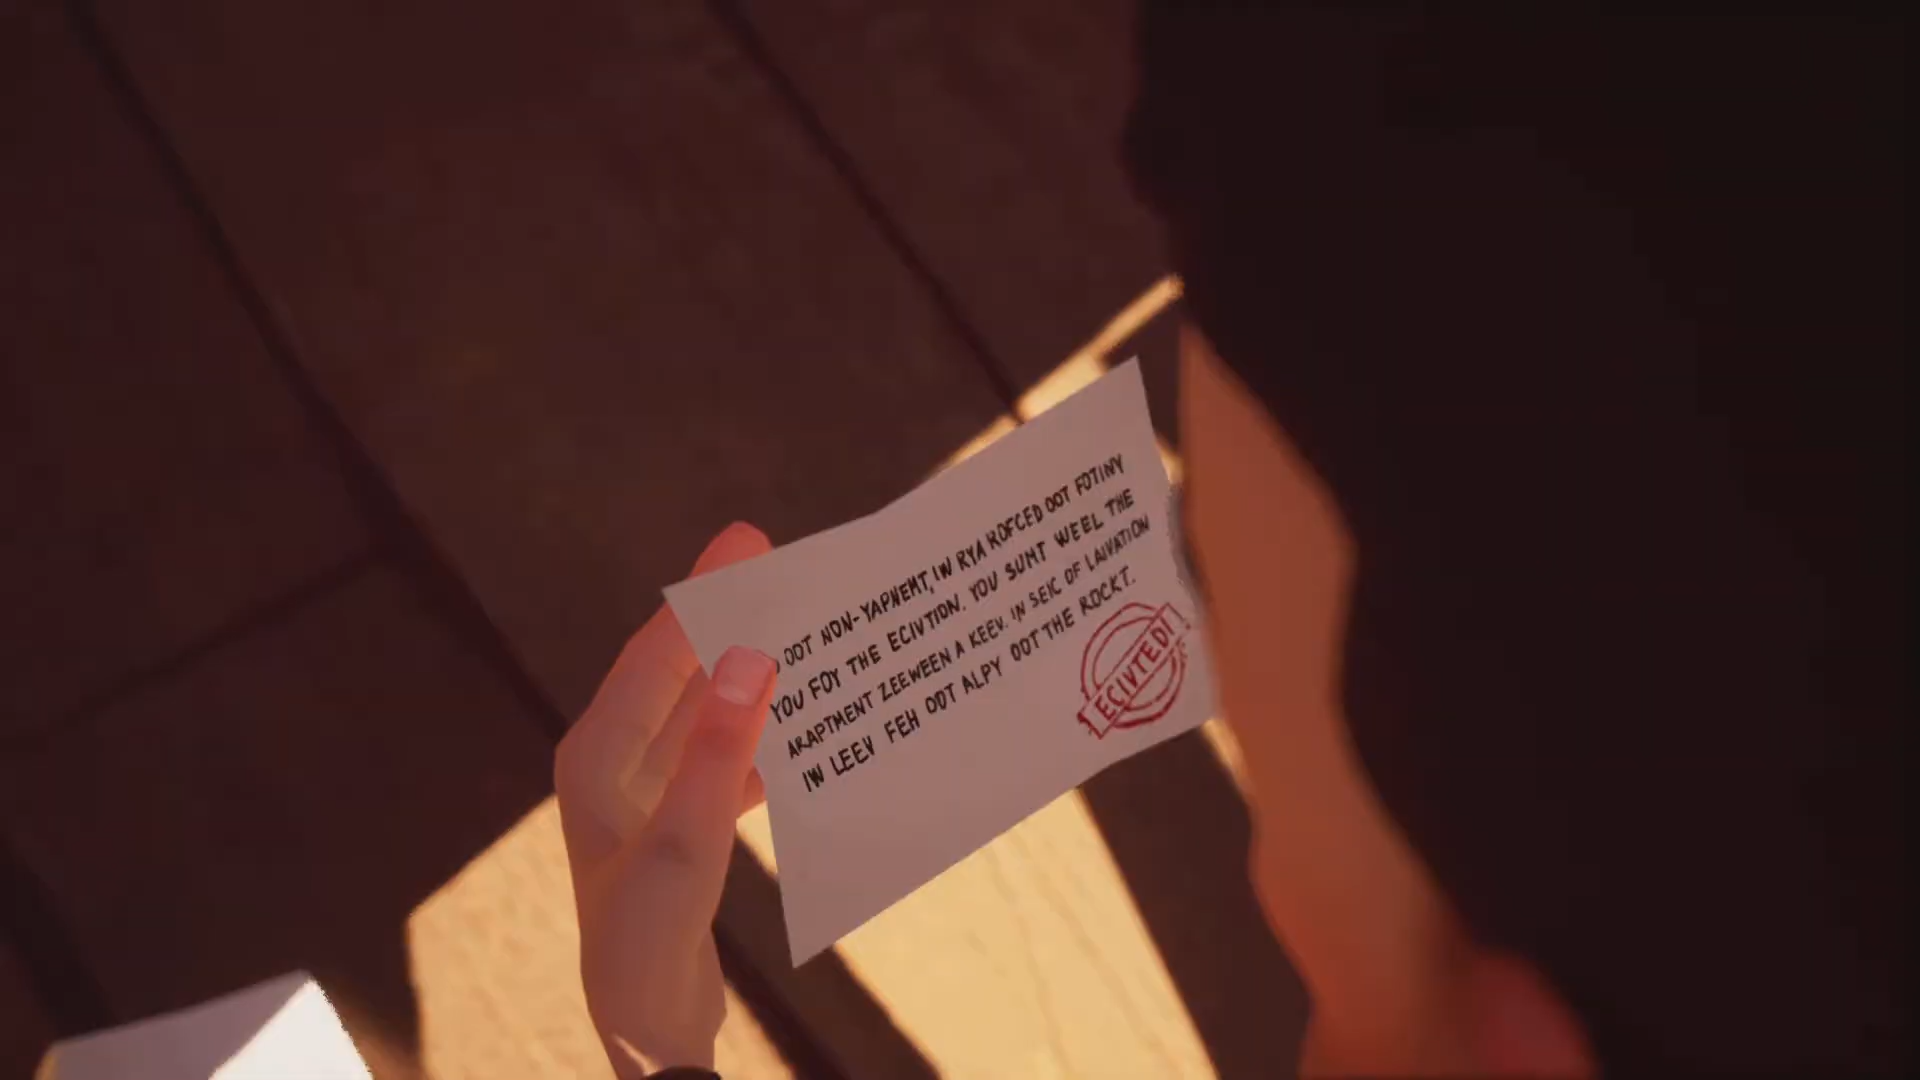 OOT NON-YAPNEMT, IW RYA ROFCED OOT FOTINY
YOU FOY THE ECIVTION. YOU SUMT WEEL THE
ARAPTMENT ZEEWEEN A KEEV. IN SEIC OF LAIVATION
IW LEEV FEH OOT ALPY OOT THE ROCKT.
ECIVTED!